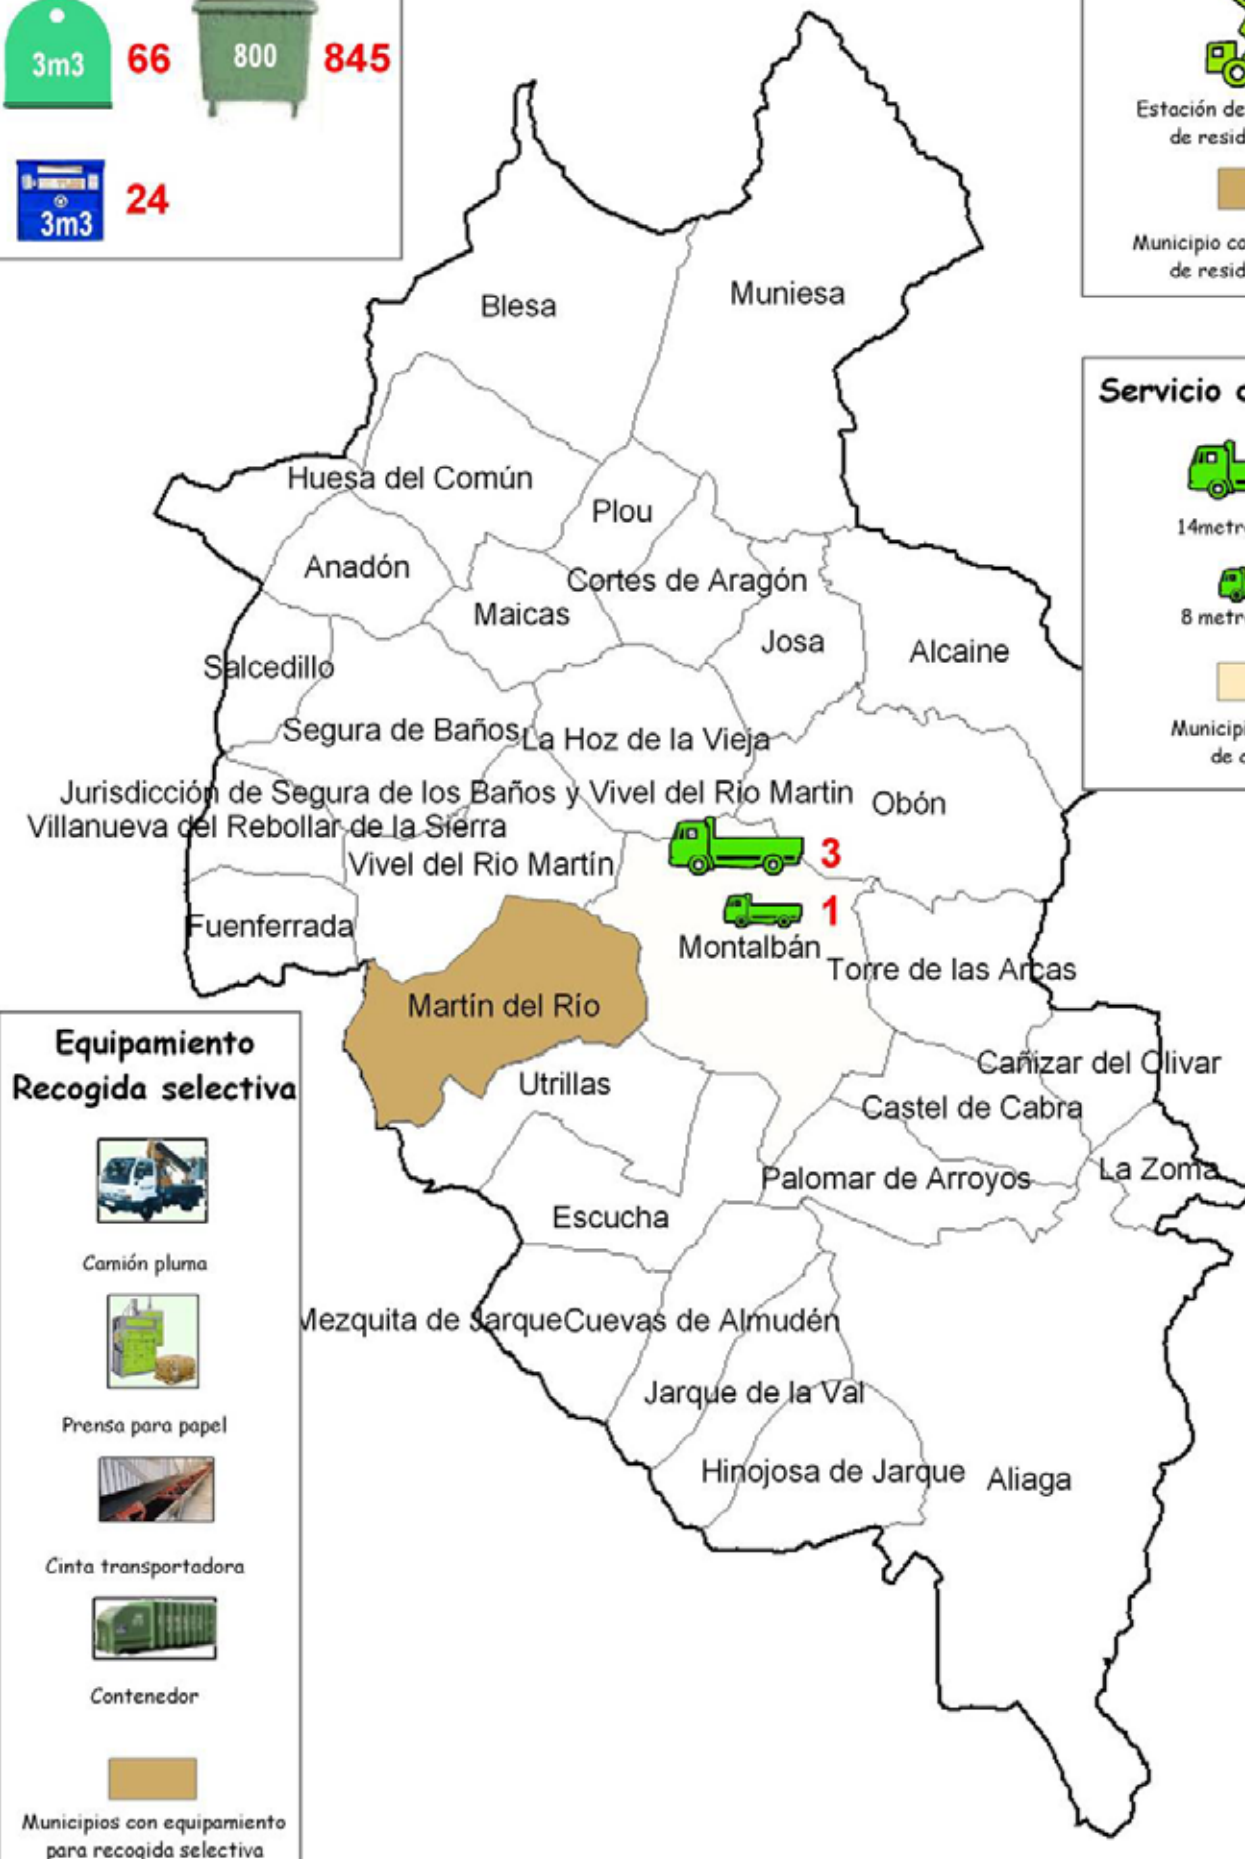 3m3 66 800 845
3m3 24
Estación de
de resid
Municipio co
de resid
Servicio
14metr
8 metr
Municipi
de
Blesa
Muniesa
Huesa del Común
Plou
Anadón
Cortes de Aragón
Maicas
Josa
Alcaine
Salcedillo
Segura de Baños
La Hoz de la Vieja
Jurisdicción de Segura de los Baños y Vivel del Rio Martin
Obón
Villanueva del Rebollar de la Sierra
Vivel del Rio Martín
3
1
Fuenferrada
Montalbán
Torre de las Arcas
Martín del Río
Utrillas
Cañizar del Olivar
Castel de Cabra
Palomar de Arroyos
La Zoma
Escucha
Mezquita de Jarque
Cuevas de Almudén
Jarque de la Val
Hinojosa de Jarque
Aliaga
Equipamiento
Recogida selectiva
Camión pluma
Prensa para papel
Cinta transportadora
Contenedor
Municipios con equipamiento
para recogida selectiva